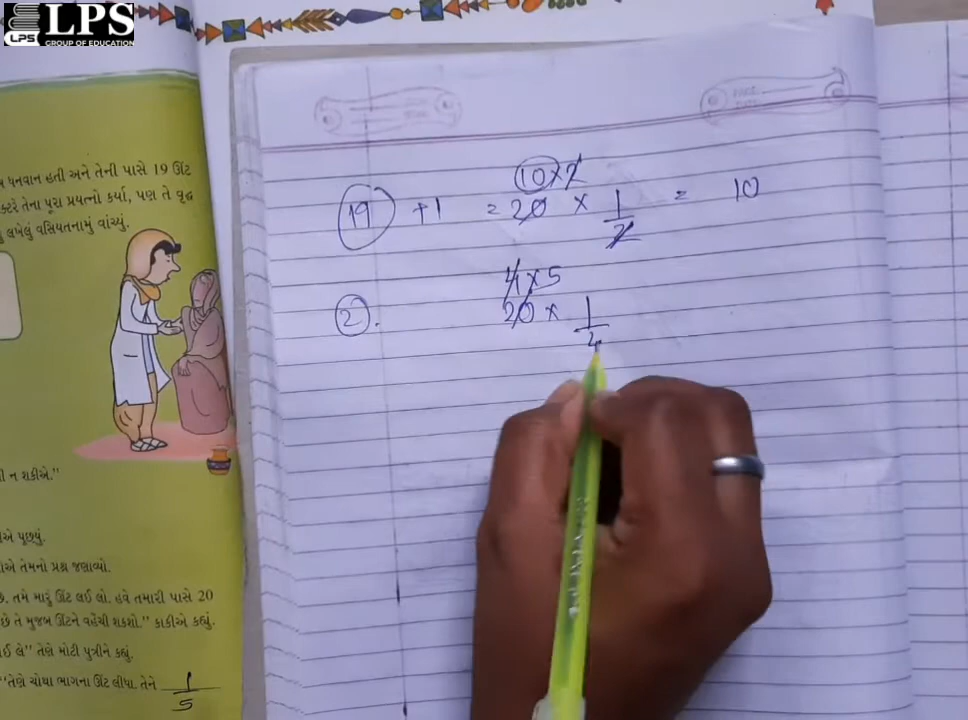 LPS
LPS
GROUP OF EDUCATION
ધનવાન હતી અને તેની પાસે 19 ઊંટ
તેના પૂરા પ્રયત્નો કર્યા, પણ તે વૃદ્ધ
લખેલું વસિયતનામું વાંચ્યું.
10×2
19 +1 = 20 × 1/2 = 10
4×5
2. 20 × 1/4
ન શકીએ."
પૂછ્યું.
તેમનો પ્રશ્ન જણાવ્યો.
તમે મારું ઊંટ લઈ લો. હવે તમારી પાસે 20
છે તે મુજબ ઊંટને વહેંચી શકશો." કાકીએ કહ્યું.
લે" તેણે મોટી પુત્રીને કહ્યું.
"તેણે ચોથા ભાગના ઊંટ લીધા. તેને 1/5